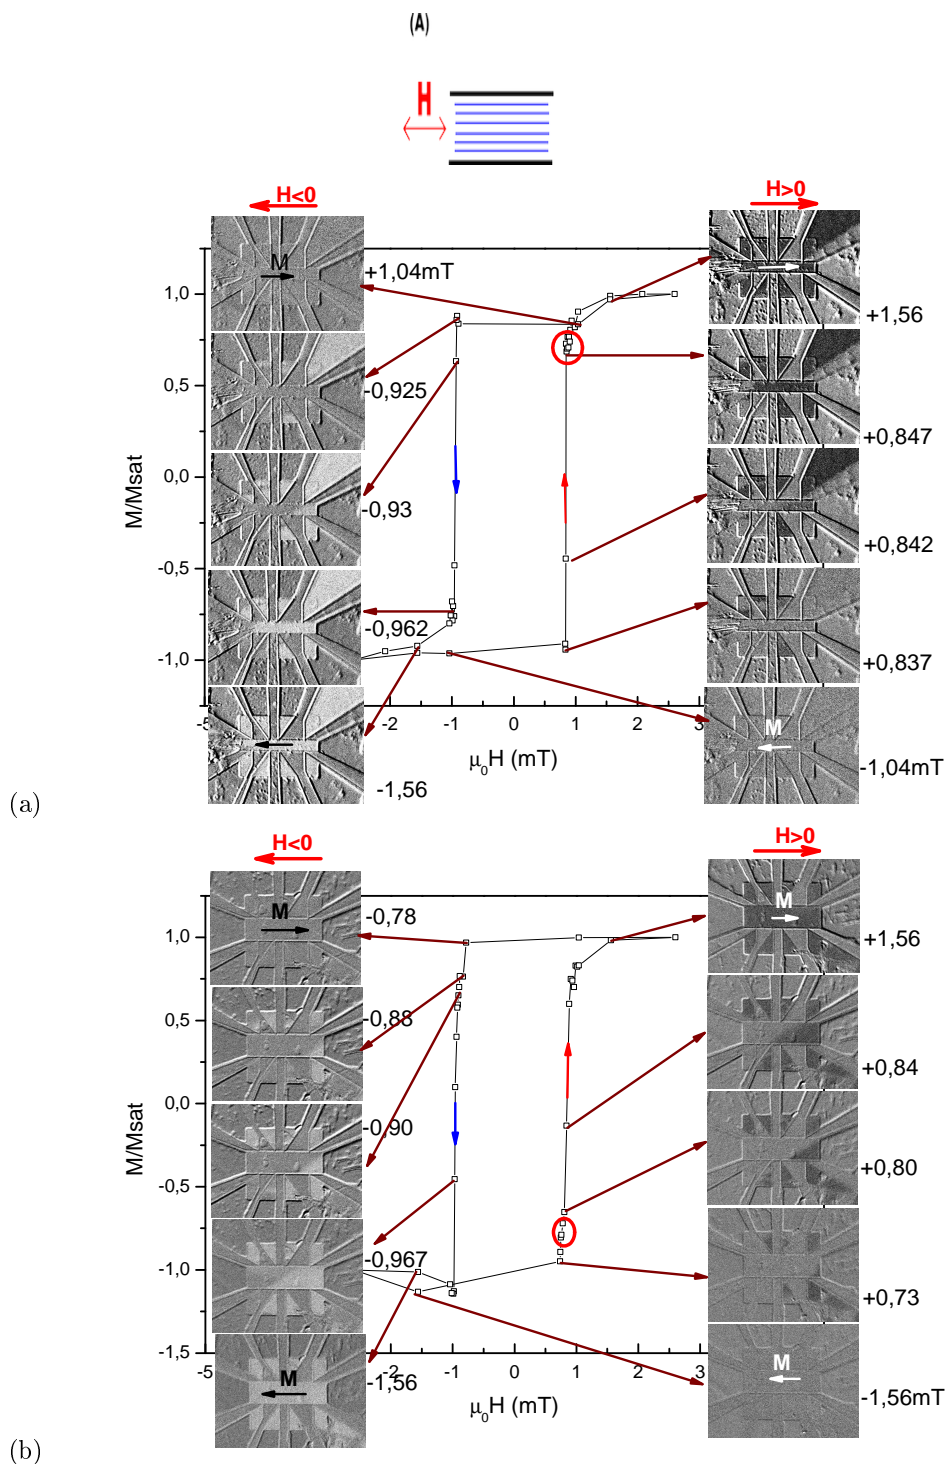 (A)
H
H<0
H>0
M
+1,04mT
-0,925
-0,93
-0,962
-1,56
+1,56
+0,847
+0,842
+0,837
M
-1,04mT
1,0
0,5
0,0
-0,5
-1,0
M/Msat
-5
-2
-1
0
1
2
3
μ0H (mT)
(a)
H<0
H>0
M
-0,78
-0,88
-0,90
-0,967
M
-1,56
M
+1,56
+0,84
+0,80
+0,73
M
-1,56mT
1,0
0,5
0,0
-0,5
-1,0
-1,5
M/Msat
-5
-2
-1
0
1
2
3
μ0H (mT)
(b)